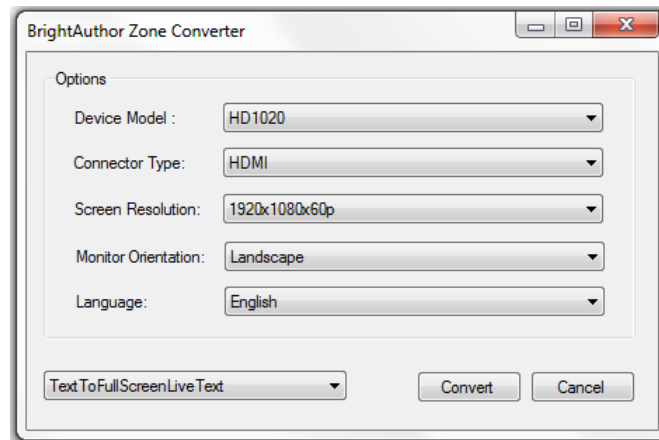 BrightAuthor Zone Converter
Options
Device Model : HD1020
Connector Type: HDMI
Screen Resolution: 1920x1080x60p
Monitor Orientation: Landscape
Language: English
TextToFullScreenLiveText Convert Cancel